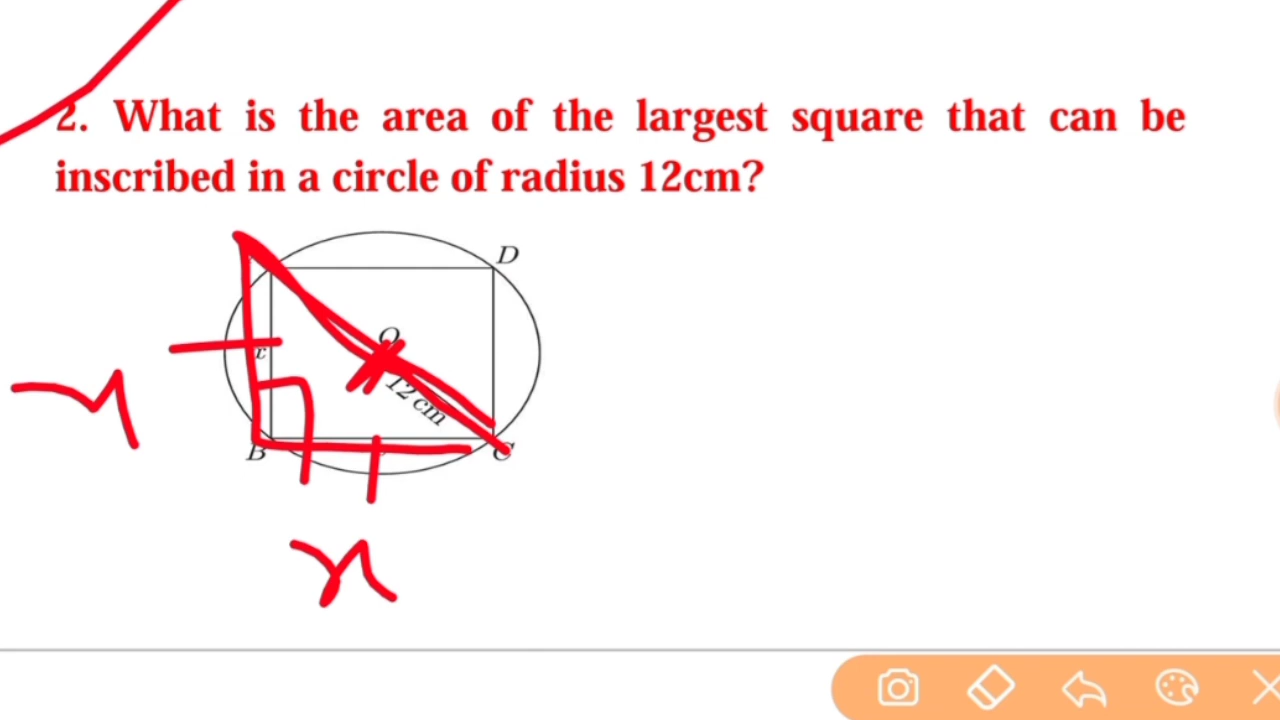 2. What is the area of the largest square that can be
inscribed in a circle of radius 12cm?
D
O
x
12 cm
B
C
x
x